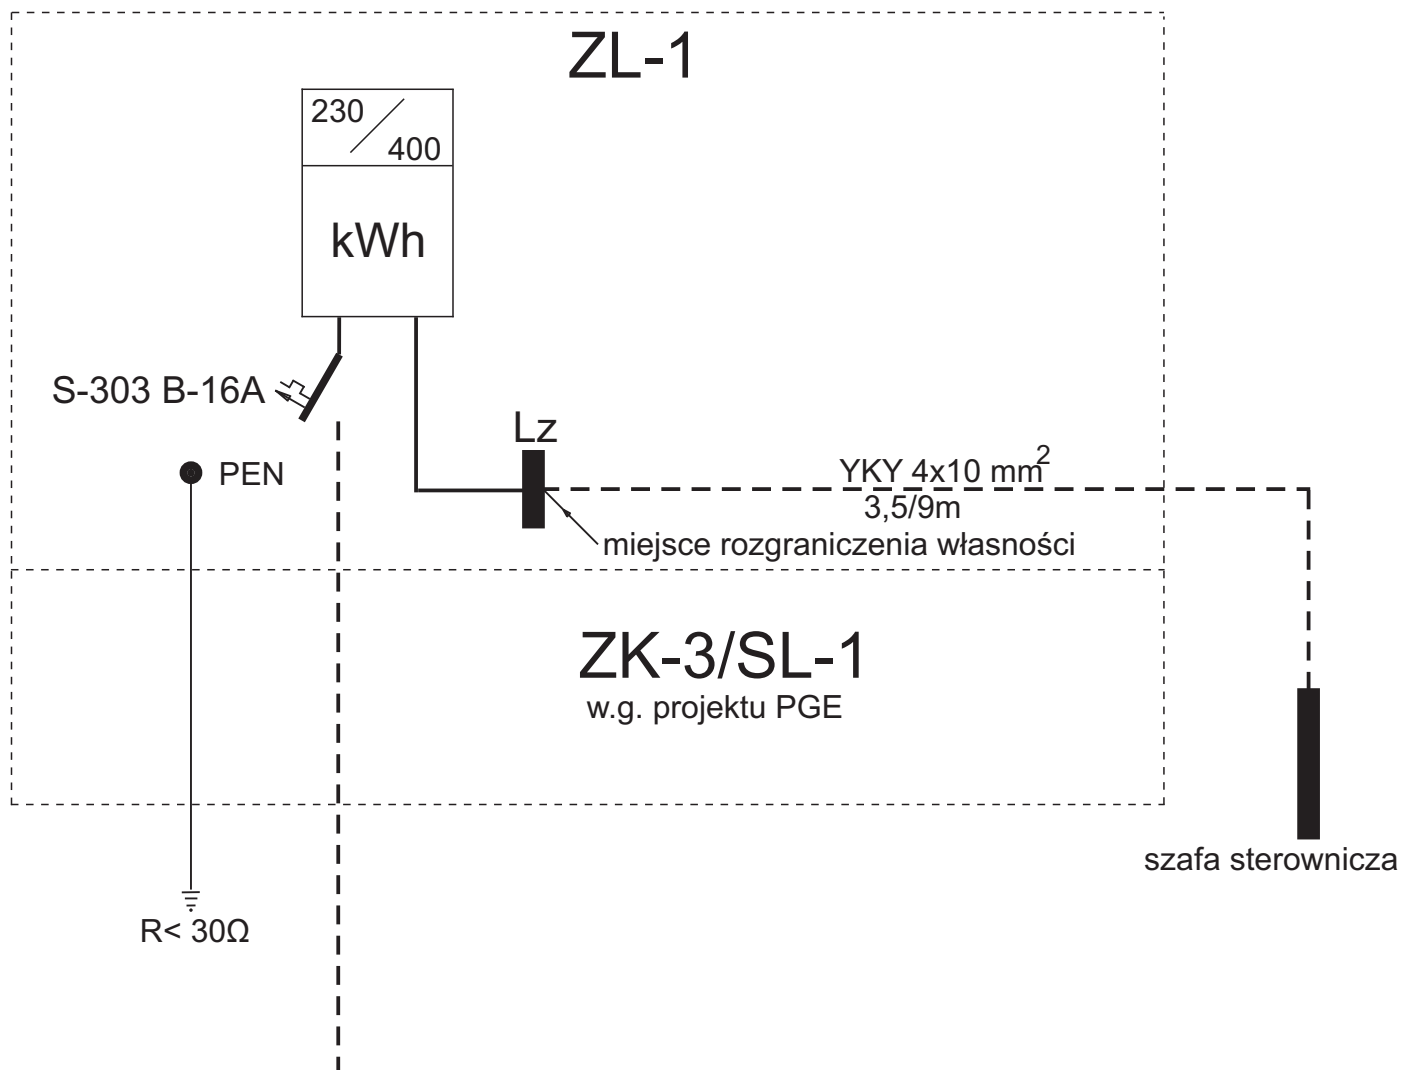 ZL-1
230
400
kWh
S-303 B-16A
Lz
PEN
YKY 4x10 mm²
3,5/9m
miejsce rozgraniczenia własności
ZK-3/SL-1
w.g. projektu PGE
szafa sterownicza
R< 30Ω